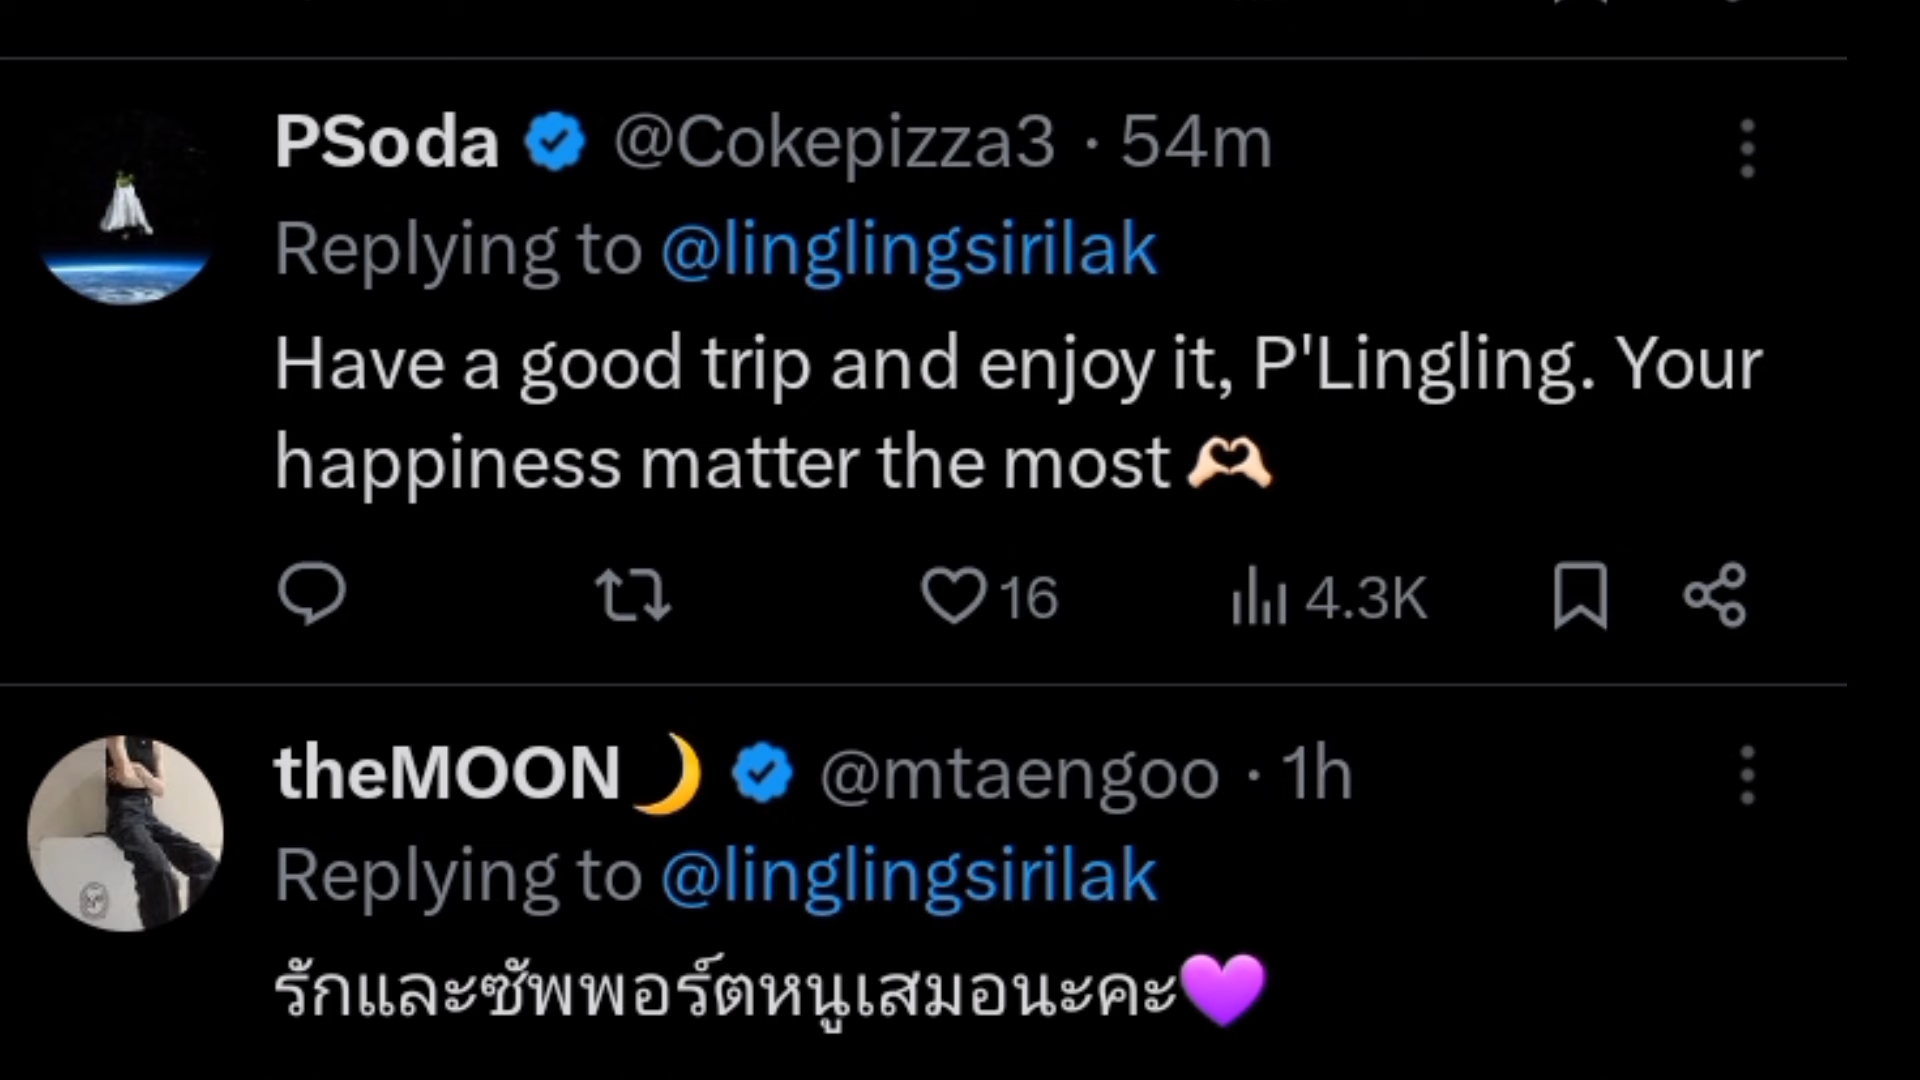 PSoda @Cokepizza3 · 54m
Replying to @linglingsirilak
Have a good trip and enjoy it, P'Lingling. Your
happiness matter the most 🫶🏻
16 4.3K
theMOON🌙 @mtaengoo · 1h
Replying to @linglingsirilak
รักและซัพพอร์ตหนูเสมอนะคะ💜